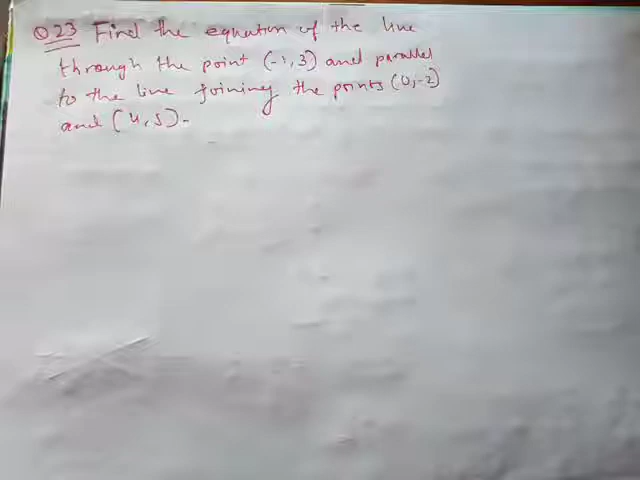 Q23 Find the equation of the line
through the point (-1,3) and parallel
to the line joining the points (0,-2)
and (4,5).